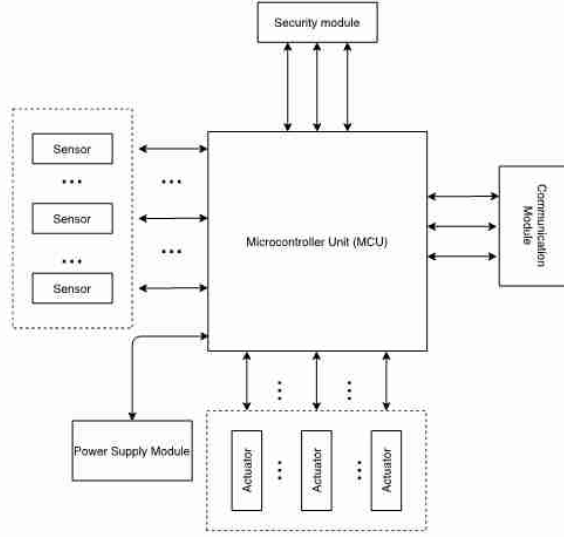 Security module
Sensor
...
...
Sensor
...
...
Sensor
Microcontroller Unit (MCU)
Communication
Module
Power Supply Module
...
...
Actuator
...
Actuator
...
Actuator